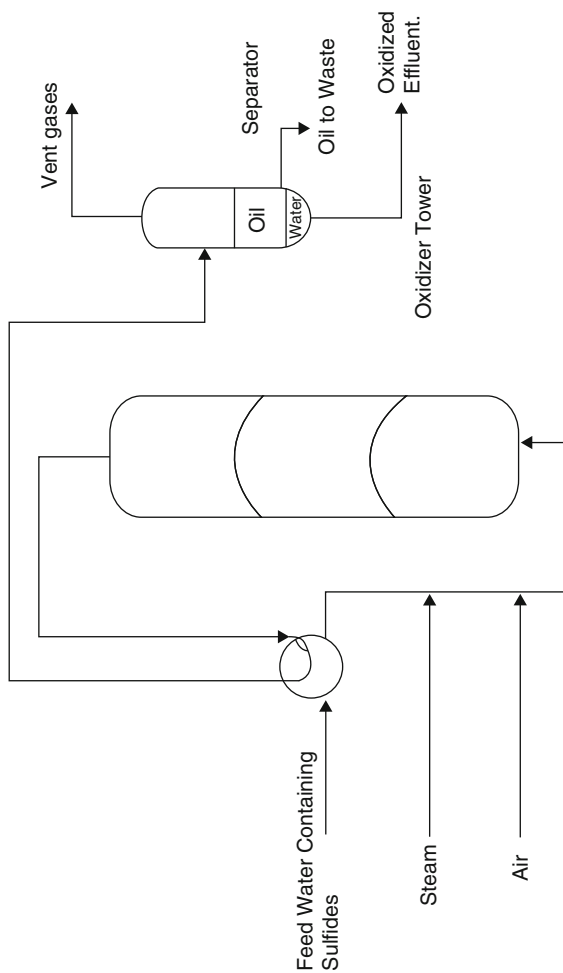 Vent gases
Separator
Oil
Water
Oil to Waste
Oxidized
Effluent.
Oxidizer Tower
Feed Water Containing
Sulfides
Steam
Air